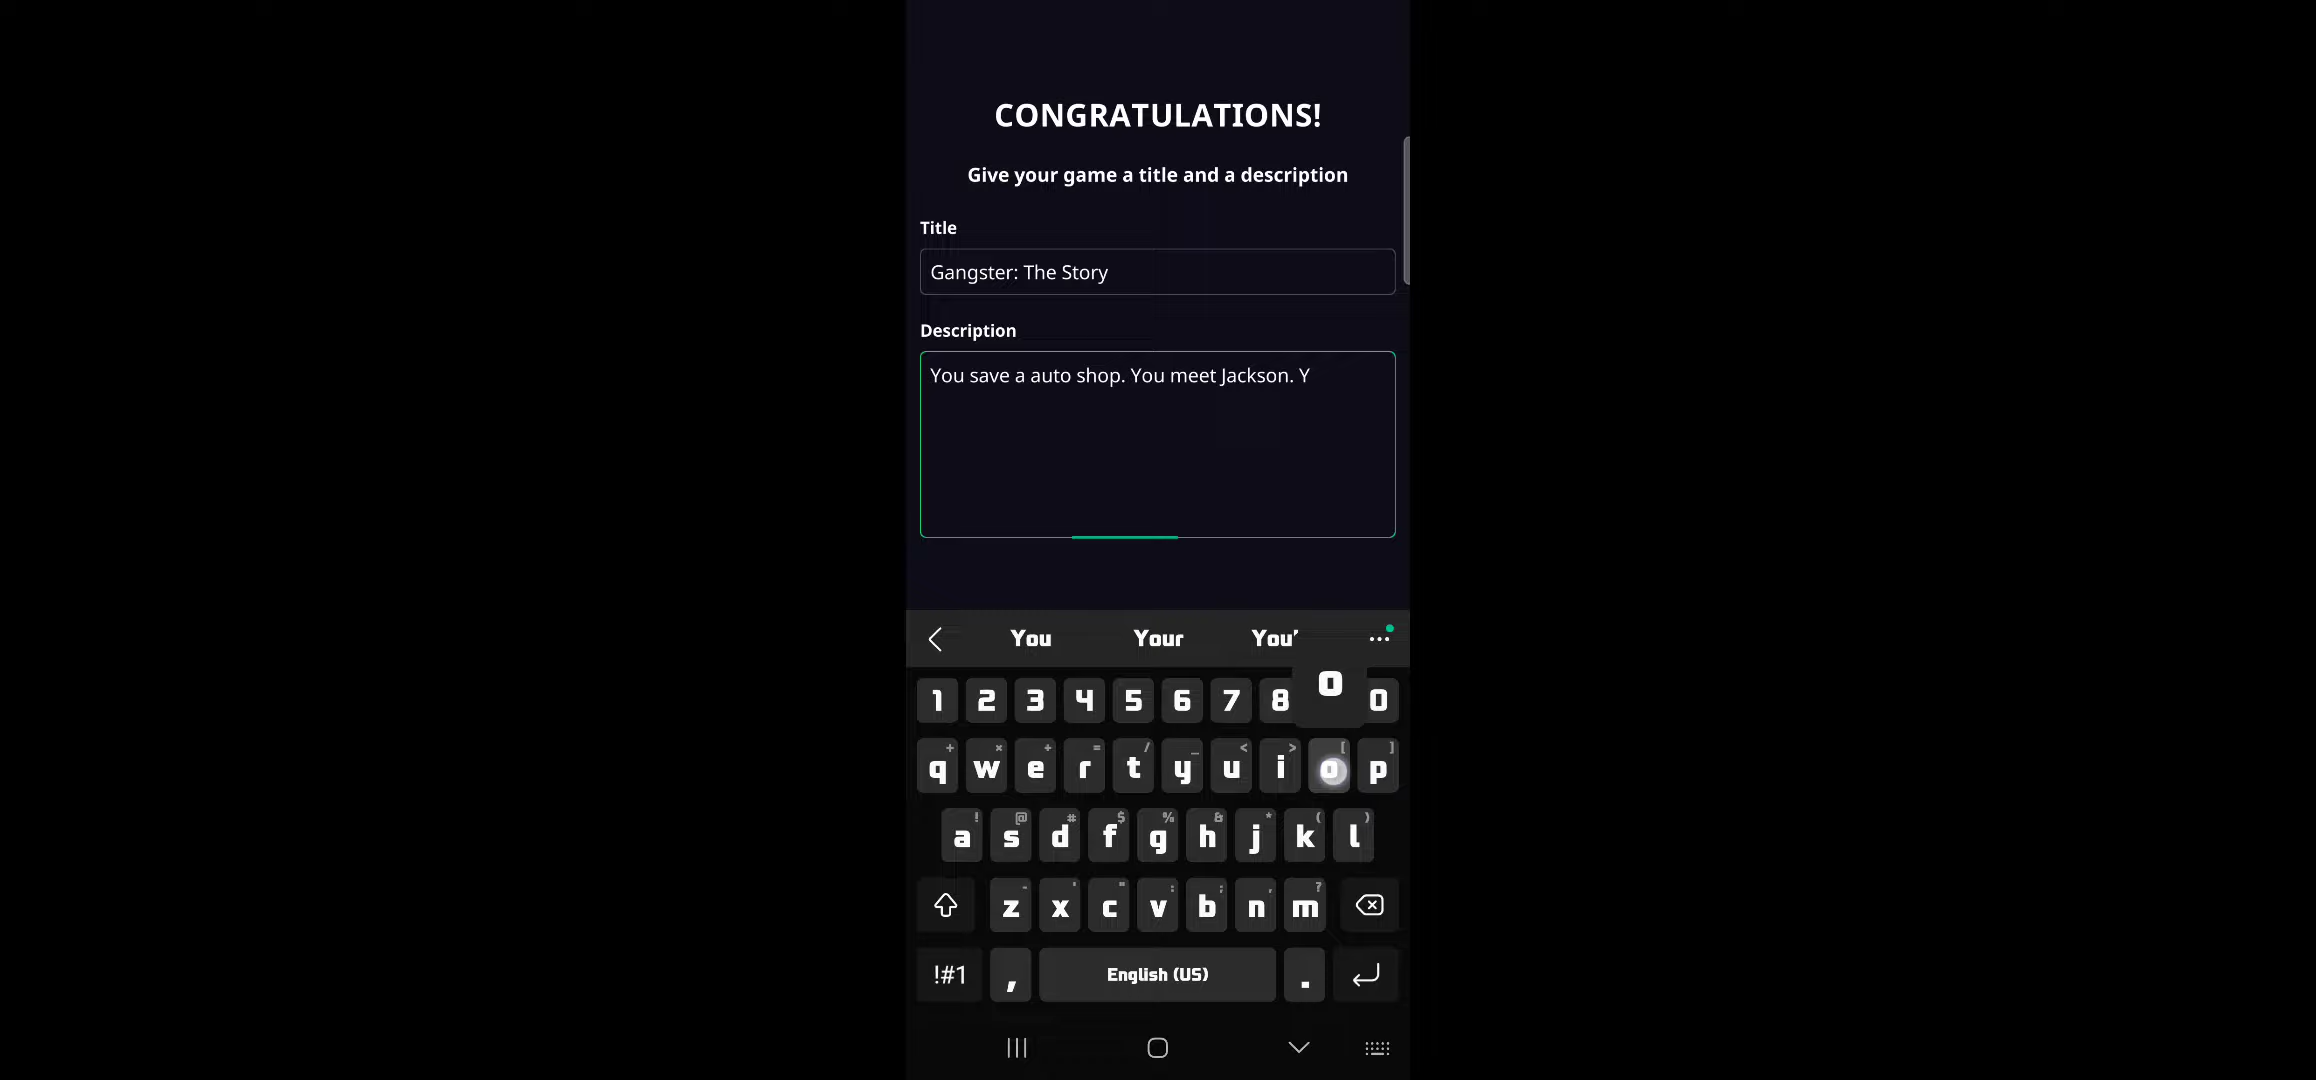 CONGRATULATIONS!
Give your game a title and a description
Title
Gangster: The Story
Description
You save a auto shop. You meet Jackson. Y
You Your You'
1 2 3 4 5 6 7 8 o 0
+ × ÷ = / _ < > [ ]
q w e r t y u i o p
! @ # $ % & * ( )
a s d f g h j k l
- ' " : ; , ?
z x c v b n m
!#1 , English (US) .